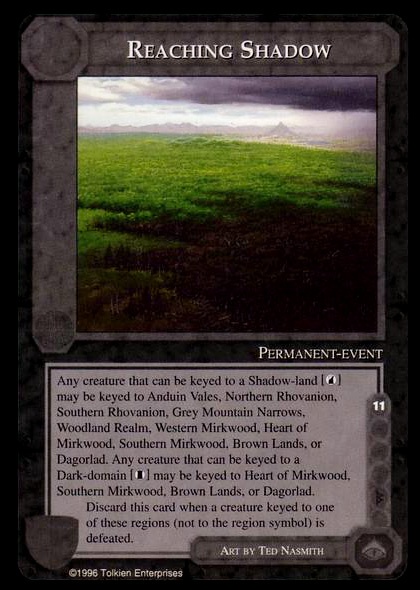 REACHING SHADOW
PERMANENT-EVENT
Any creature that can be keyed to a Shadow-land [ ]
may be keyed to Anduin Vales, Northern Rhovanion,
Southern Rhovanion, Grey Mountain Narrows,
Woodland Realm, Western Mirkwood, Heart of
Mirkwood, Southern Mirkwood, Brown Lands, or
Dagorlad. Any creature that can be keyed to a
Dark-domain [ ] may be keyed to Heart of Mirkwood,
Southern Mirkwood, Brown Lands, or Dagorlad.
Discard this card when a creature keyed to one
of these regions (not to the region symbol) is
defeated.
11
ART BY TED NASMITH
©1996 Tolkien Enterprises